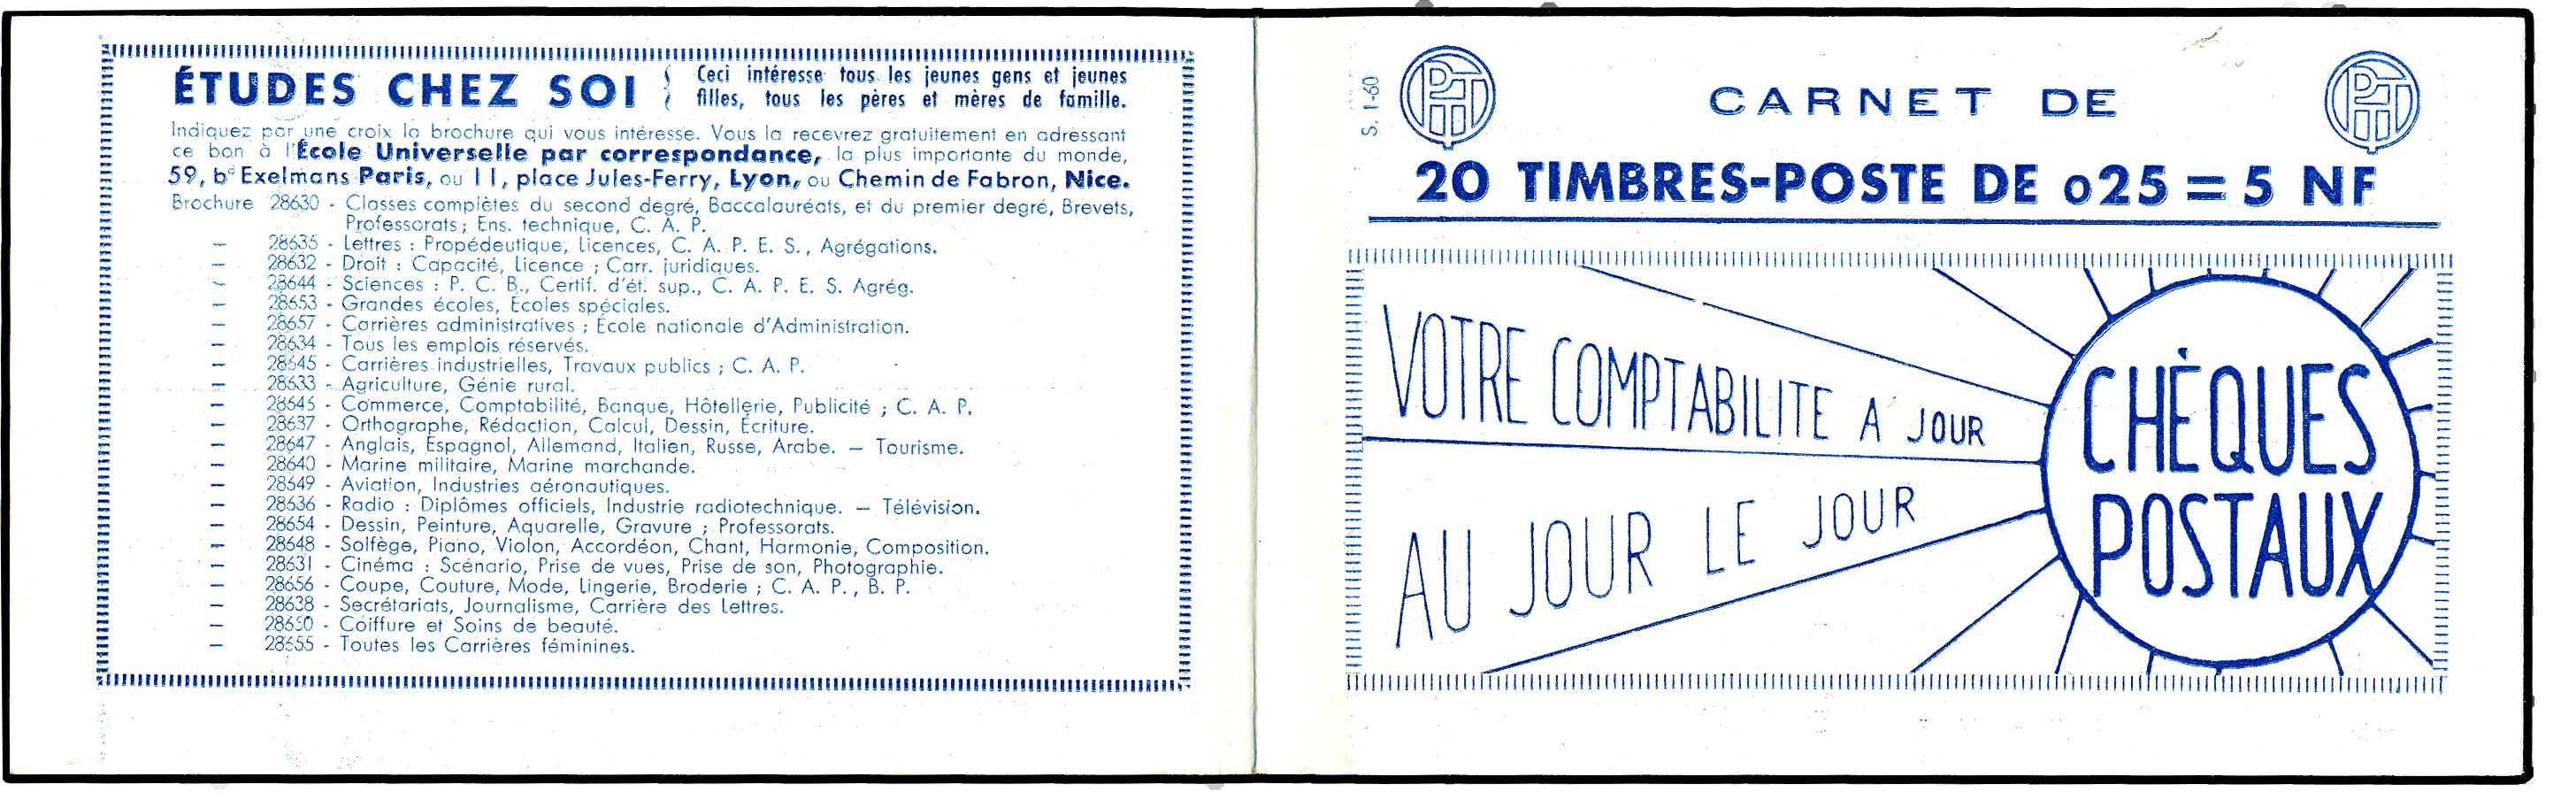 ÉTUDES CHEZ SOI { Ceci intéresse tous les jeunes gens et jeunes
filles, tous les pères et mères de famille.
Indiquez par une croix la brochure qui vous intéresse. Vous la recevrez gratuitement en adressant
ce bon à l'École Universelle par correspondance, la plus importante du monde,
59, bd Exelmans Paris, ou 11, place Jules-Ferry, Lyon, ou Chemin de Fabron, Nice.
Brochure 28630 - Classes complètes du second degré, Baccalauréats, et du premier degré, Brevets,
Professorats ; Ens. technique, C. A. P.
— 28635 - Lettres : Propédeutique, Licences, C. A. P. E. S., Agrégations.
— 28632 - Droit : Capacité, Licence ; Carr. juridiques.
— 28644 - Sciences : P. C. B., Certif. d'ét. sup., C. A. P. E. S. Agrég.
— 28653 - Grandes écoles, Écoles spéciales.
— 28657 - Carrières administratives ; École nationale d'Administration.
— 28634 - Tous les emplois réservés.
— 28645 - Carrières industrielles, Travaux publics ; C. A. P.
— 28633 - Agriculture, Génie rural.
— 28646 - Commerce, Comptabilité, Banque, Hôtellerie, Publicité ; C. A. P.
— 28637 - Orthographe, Rédaction, Calcul, Dessin, Écriture.
— 28647 - Anglais, Espagnol, Allemand, Italien, Russe, Arabe. — Tourisme.
— 28640 - Marine militaire, Marine marchande.
— 28649 - Aviation, Industries aéronautiques.
— 28636 - Radio : Diplômes officiels, Industrie radiotechnique. — Télévision.
— 28654 - Dessin, Peinture, Aquarelle, Gravure ; Professorats.
— 28648 - Solfège, Piano, Violon, Accordéon, Chant, Harmonie, Composition.
— 28631 - Cinéma : Scénario, Prise de vues, Prise de son, Photographie.
— 28656 - Coupe, Couture, Mode, Lingerie, Broderie ; C. A. P., B. P.
— 28638 - Secrétariats, Journalisme, Carrière des Lettres.
— 28650 - Coiffure et Soins de beauté.
— 28655 - Toutes les Carrières féminines.
S. 1-60
PTT
CARNET DE
PTT
20 TIMBRES-POSTE DE 025 = 5 NF
VOTRE COMPTABILITE A JOUR
AU JOUR LE JOUR
CHÈQUES
POSTAUX